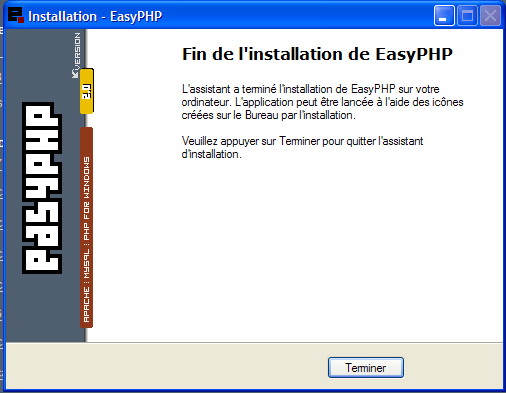 Installation - EasyPHP
VERSION
2.0
easyphp
APACHE : MYSQL : PHP FOR WINDOWS
Fin de l'installation de EasyPHP
L'assistant a terminé l'installation de EasyPHP sur votre
ordinateur. L'application peut être lancée à l'aide des icônes
créées sur le Bureau par l'installation.
Veuillez appuyer sur Terminer pour quitter l'assistant
d'installation.
Terminer